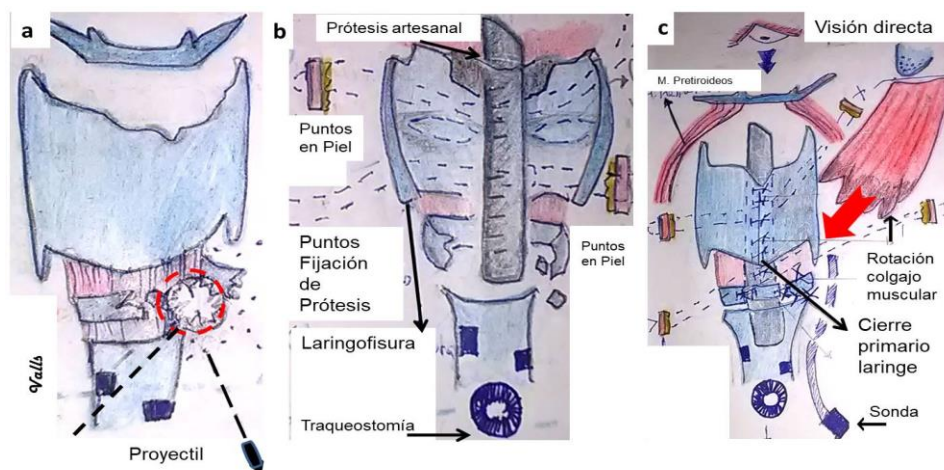 a
Valls
Proyectil
b
Prótesis artesanal
Puntos
en Piel
Puntos
Fijación
de
Prótesis
Puntos
en Piel
Laringofisura
Traqueostomía
c
Visión directa
M. Pretiroideos
Rotación
colgajo
muscular
Cierre
primario
laringe
Sonda